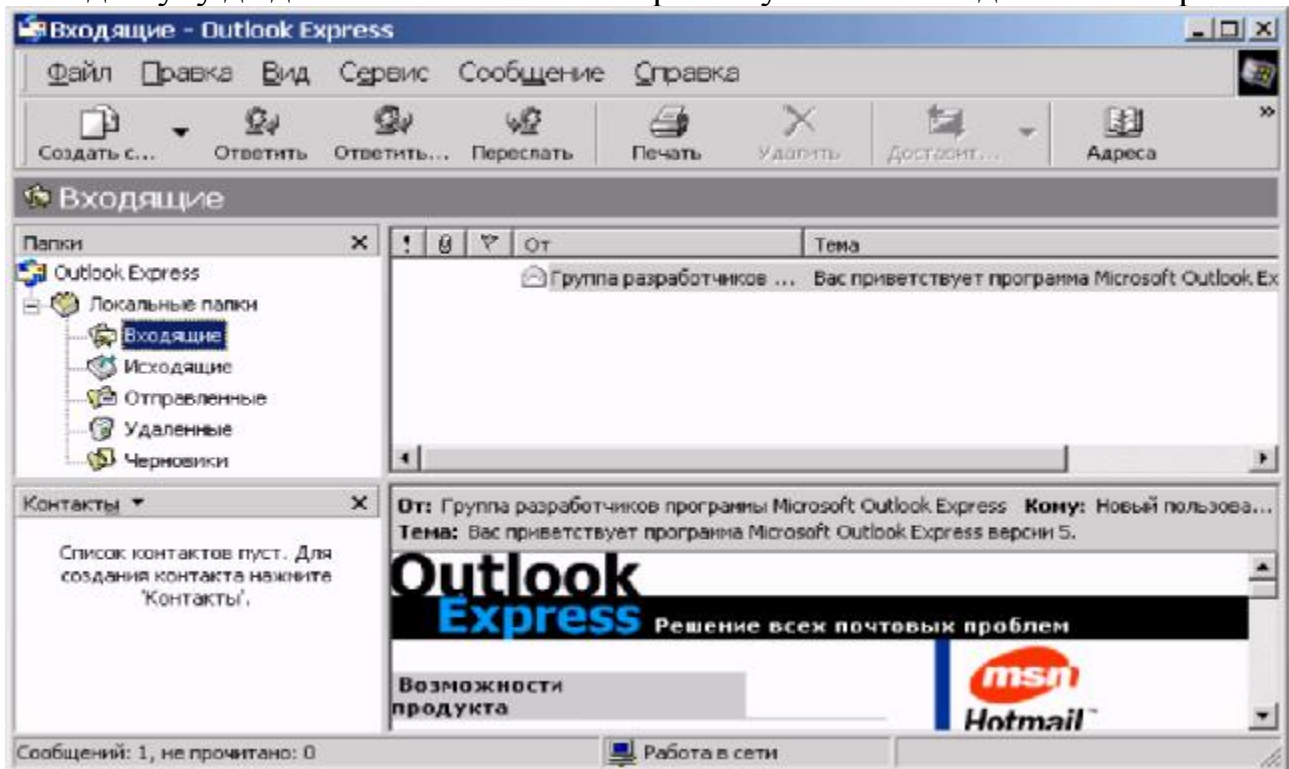 Входящие - Outlook Express
Файл Правка Вид Сервис Сообщение Справка
Создать с... Ответить Ответить... Переслать Печать Удалить Доставит... Адреса »
Входящие
Папки
Outlook Express
Локальные папки
Входящие
Исходящие
Отправленные
Удаленные
Черновики
! От Тема
Группа разработчиков ... Вас приветствует программа Microsoft Outlook Ex
Контакты
Список контактов пуст. Для
создания контакта нажмите
'Контакты'.
От: Группа разработчиков программы Microsoft Outlook Express Кому: Новый пользова...
Тема: Вас приветствует программа Microsoft Outlook Express версии 5.
Outlook
Express Решение всех почтовых проблем
Возможности
продукта
msn
Hotmail™
Сообщений: 1, не прочитано: 0 Работа в сети